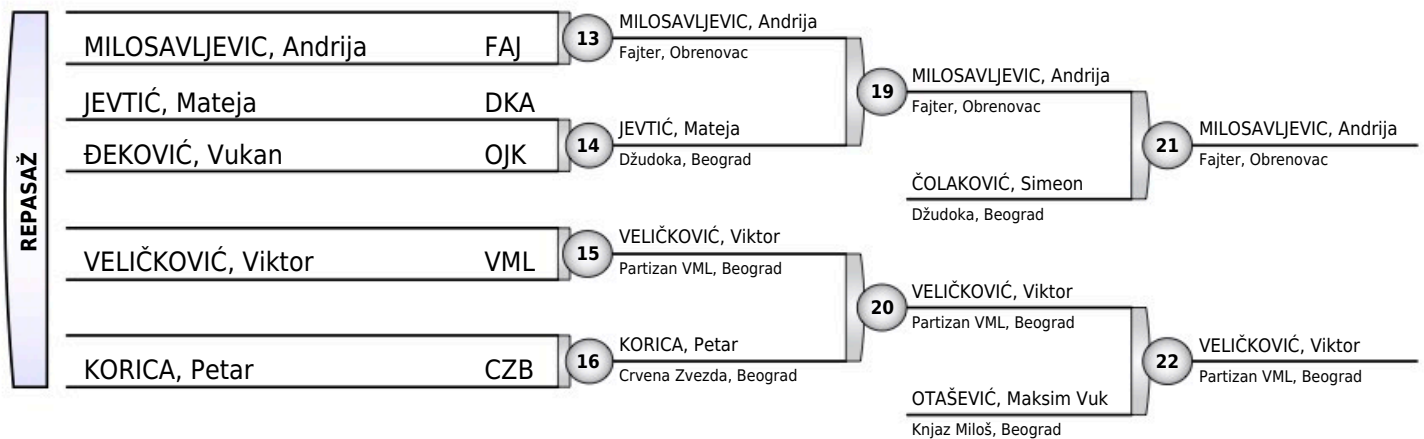 REPASAŽ
MILOSAVLJEVIC, Andrija FAJ
JEVTIĆ, Mateja DKA
ĐEKOVIĆ, Vukan OJK
VELIČKOVIĆ, Viktor VML
KORICA, Petar CZB
13
MILOSAVLJEVIC, Andrija
Fajter, Obrenovac
14
JEVTIĆ, Mateja
Džudoka, Beograd
15
VELIČKOVIĆ, Viktor
Partizan VML, Beograd
16
KORICA, Petar
Crvena Zvezda, Beograd
19
MILOSAVLJEVIC, Andrija
Fajter, Obrenovac
ČOLAKOVIĆ, Simeon
Džudoka, Beograd
20
VELIČKOVIĆ, Viktor
Partizan VML, Beograd
OTAŠEVIĆ, Maksim Vuk
Knjaz Miloš, Beograd
21
MILOSAVLJEVIC, Andrija
Fajter, Obrenovac
22
VELIČKOVIĆ, Viktor
Partizan VML, Beograd